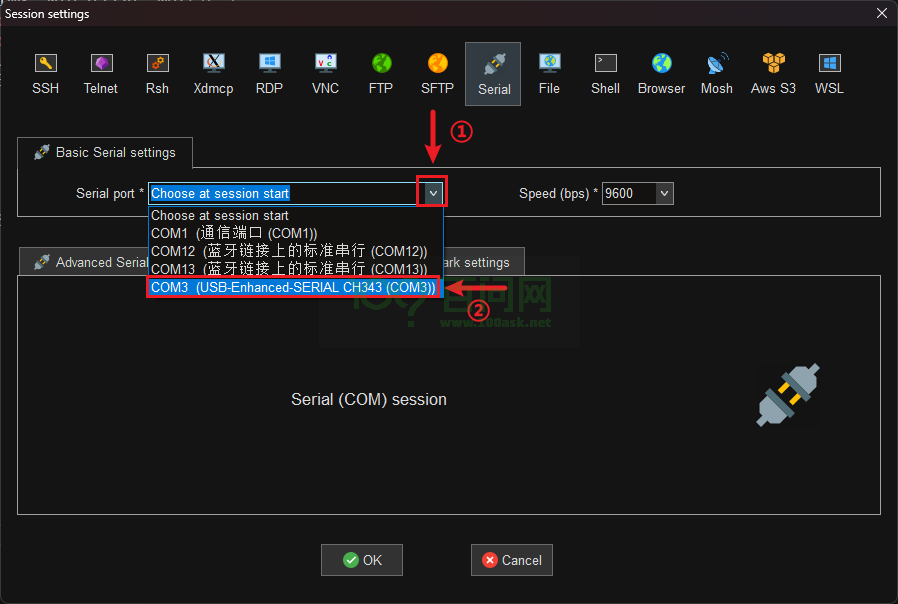 Session settings
SSH Telnet Rsh Xdmcp RDP VNC FTP SFTP Serial File Shell Browser Mosh Aws S3 WSL
①
Basic Serial settings
Serial port * Choose at session start Speed (bps) * 9600
Choose at session start
COM1 (通信端口 (COM1))
COM12 (蓝牙链接上的标准串行 (COM12))
COM13 (蓝牙链接上的标准串行 (COM13))
COM3 (USB-Enhanced-SERIAL CH343 (COM3))
Advanced Serial
ark settings
②
百问网
www.100ask.net
Serial (COM) session
OK Cancel